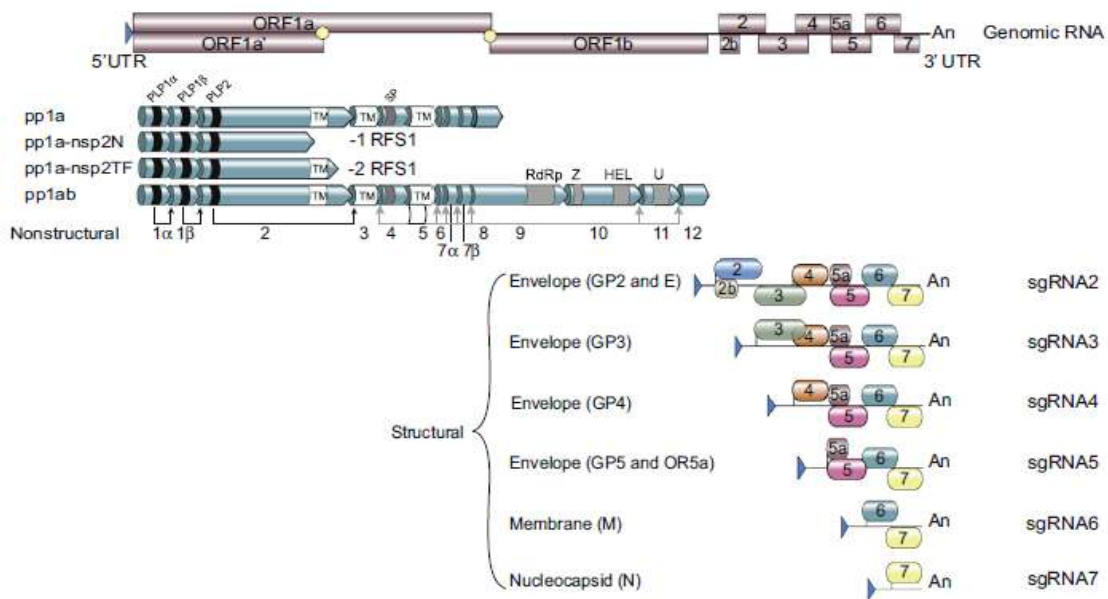 ORF1a 2 4 5a 6 An Genomic RNA
ORF1a' ORF1b 2b 3 5 7
5'UTR 3' UTR
PLP1α PLP1β PLP2 SP
pp1a TM TM TM
pp1a-nsp2N -1 RFS1
pp1a-nsp2TF TM -2 RFS1
RdRp Z HEL U
pp1ab TM TM TM
Nonstructural 1α 1β 2 3 4 5 6 8 9 10 11 12
7α 7β
Envelope (GP2 and E) 2 2b 3 4 5a 5 6 7 An sgRNA2
Envelope (GP3) 3 4 5a 5 6 7 An sgRNA3
Envelope (GP4) 4 5a 5 6 7 An sgRNA4
Structural
Envelope (GP5 and OR5a) 5a 5 6 7 An sgRNA5
Membrane (M) 6 7 An sgRNA6
Nucleocapsid (N) 7 An sgRNA7